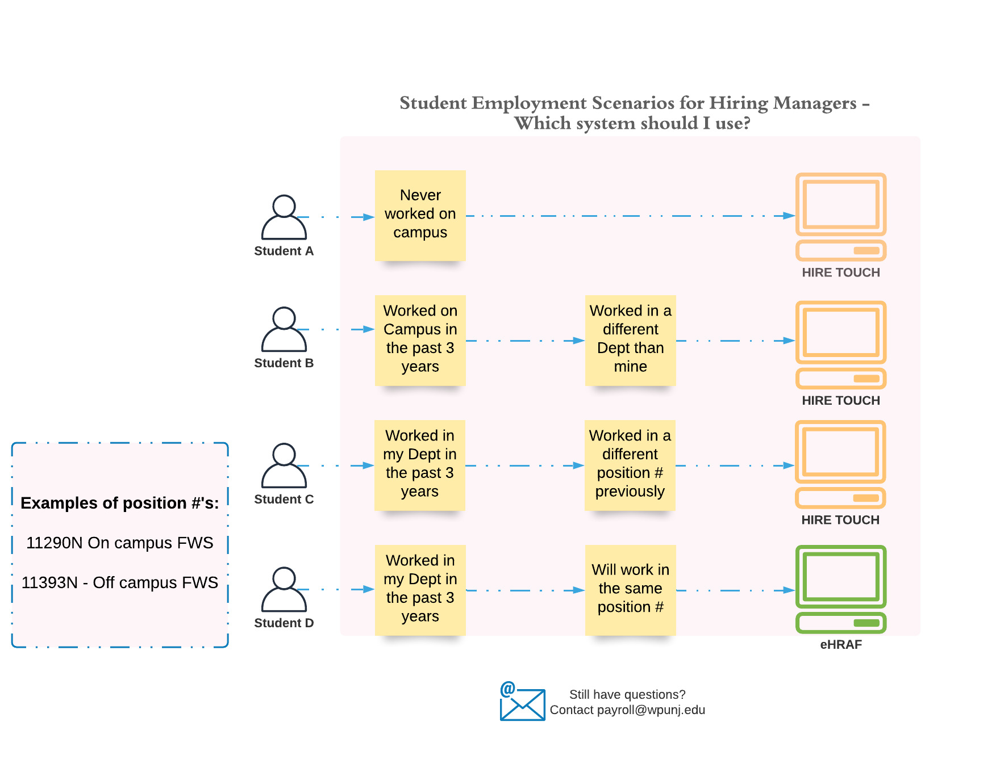 Student Employment Scenarios for Hiring Managers -
Which system should I use?
Never
worked on
campus
Student A
HIRE TOUCH
Worked on
Campus in
the past 3
years
Worked in a
different
Dept than
mine
Student B
HIRE TOUCH
Worked in
my Dept in
the past 3
years
Worked in a
different
position #
previously
Student C
HIRE TOUCH
Examples of position #'s:
11290N On campus FWS
11393N - Off campus FWS
Worked in
my Dept in
the past 3
years
Will work in
the same
position #
Student D
eHRAF
@
Still have questions?
Contact payroll@wpunj.edu